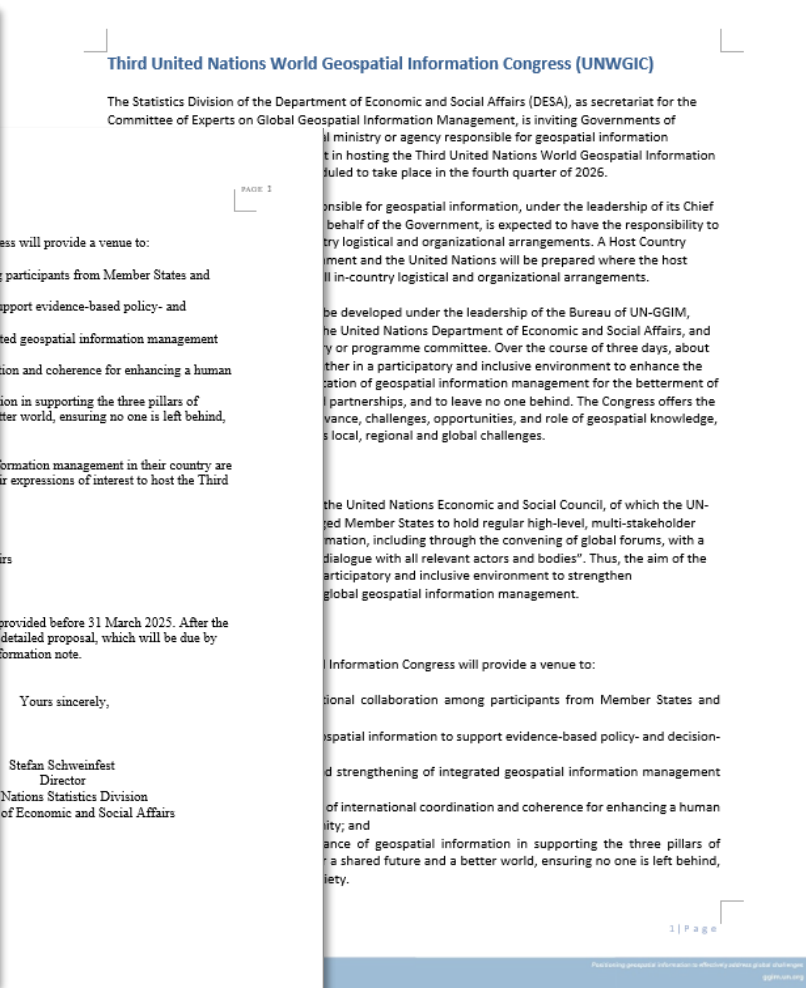 Third United Nations World Geospatial Information Congress (UNWGIC)
The Statistics Division of the Department of Economic and Social Affairs (DESA), as secretariat for the
Committee of Experts on Global Geospatial Information Management, is inviting Governments of
l ministry or agency responsible for geospatial information
t in hosting the Third United Nations World Geospatial Information
duled to take place in the fourth quarter of 2026.
onsible for geospatial information, under the leadership of its Chief
behalf of the Government, is expected to have the responsibility to
try logistical and organizational arrangements. A Host Country
ment and the United Nations will be prepared where the host
ll in-country logistical and organizational arrangements.
be developed under the leadership of the Bureau of UN-GGIM,
he United Nations Department of Economic and Social Affairs, and
y or programme committee. Over the course of three days, about
ther in a participatory and inclusive environment to enhance the
cation of geospatial information management for the betterment of
l partnerships, and to leave no one behind. The Congress offers the
vance, challenges, opportunities, and role of geospatial knowledge,
s local, regional and global challenges.
the United Nations Economic and Social Council, of which the UN-
ged Member States to hold regular high-level, multi-stakeholder
mation, including through the convening of global forums, with a
dialogue with all relevant actors and bodies”. Thus, the aim of the
articipatory and inclusive environment to strengthen
global geospatial information management.
l Information Congress will provide a venue to:
tional collaboration among participants from Member States and
ospatial information to support evidence-based policy- and decision-
d strengthening of integrated geospatial information management
of international coordination and coherence for enhancing a human
ity; and
ance of geospatial information in supporting the three pillars of
r a shared future and a better world, ensuring no one is left behind,
iety.
1 | Page
Positioning geospatial information to effectively address global challenges
ggim.un.org
PAGE 1
ess will provide a venue to:
g participants from Member States and
upport evidence-based policy- and
ted geospatial information management
tion and coherence for enhancing a human
ion in supporting the three pillars of
tter world, ensuring no one is left behind,
formation management in their country are
ir expressions of interest to host the Third
irs
provided before 31 March 2025. After the
detailed proposal, which will be due by
formation note.
Yours sincerely,
Stefan Schweinfest
Director
Nations Statistics Division
of Economic and Social Affairs